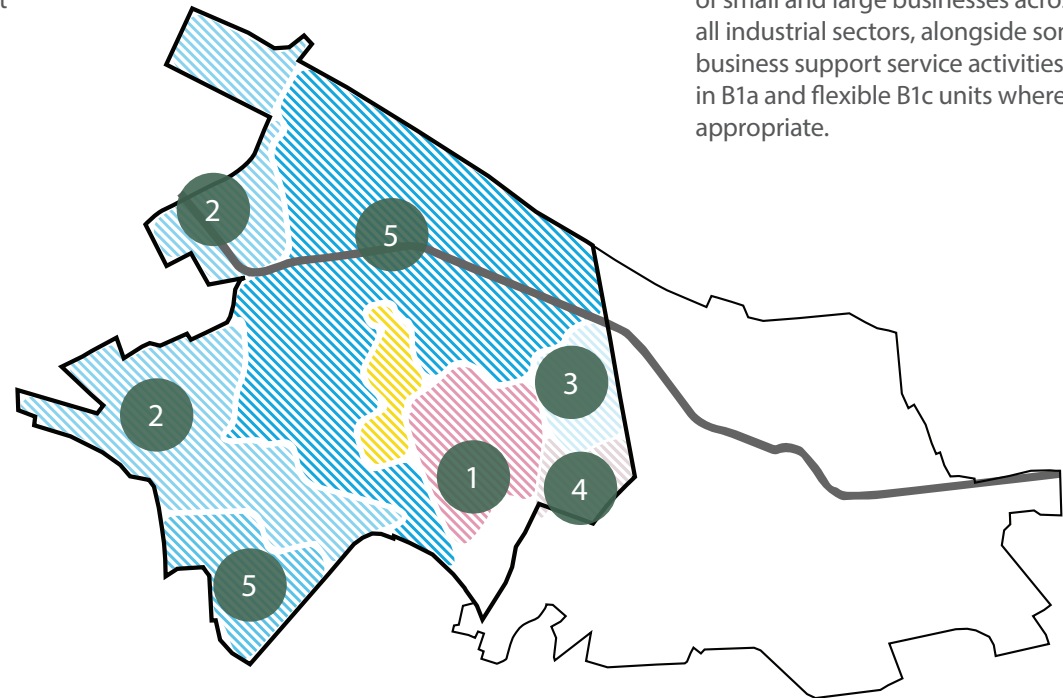 of small and large businesses across
all industrial sectors, alongside
business support service activities
in B1a and flexible B1c units where
appropriate.
2
5
3
2
1
4
5